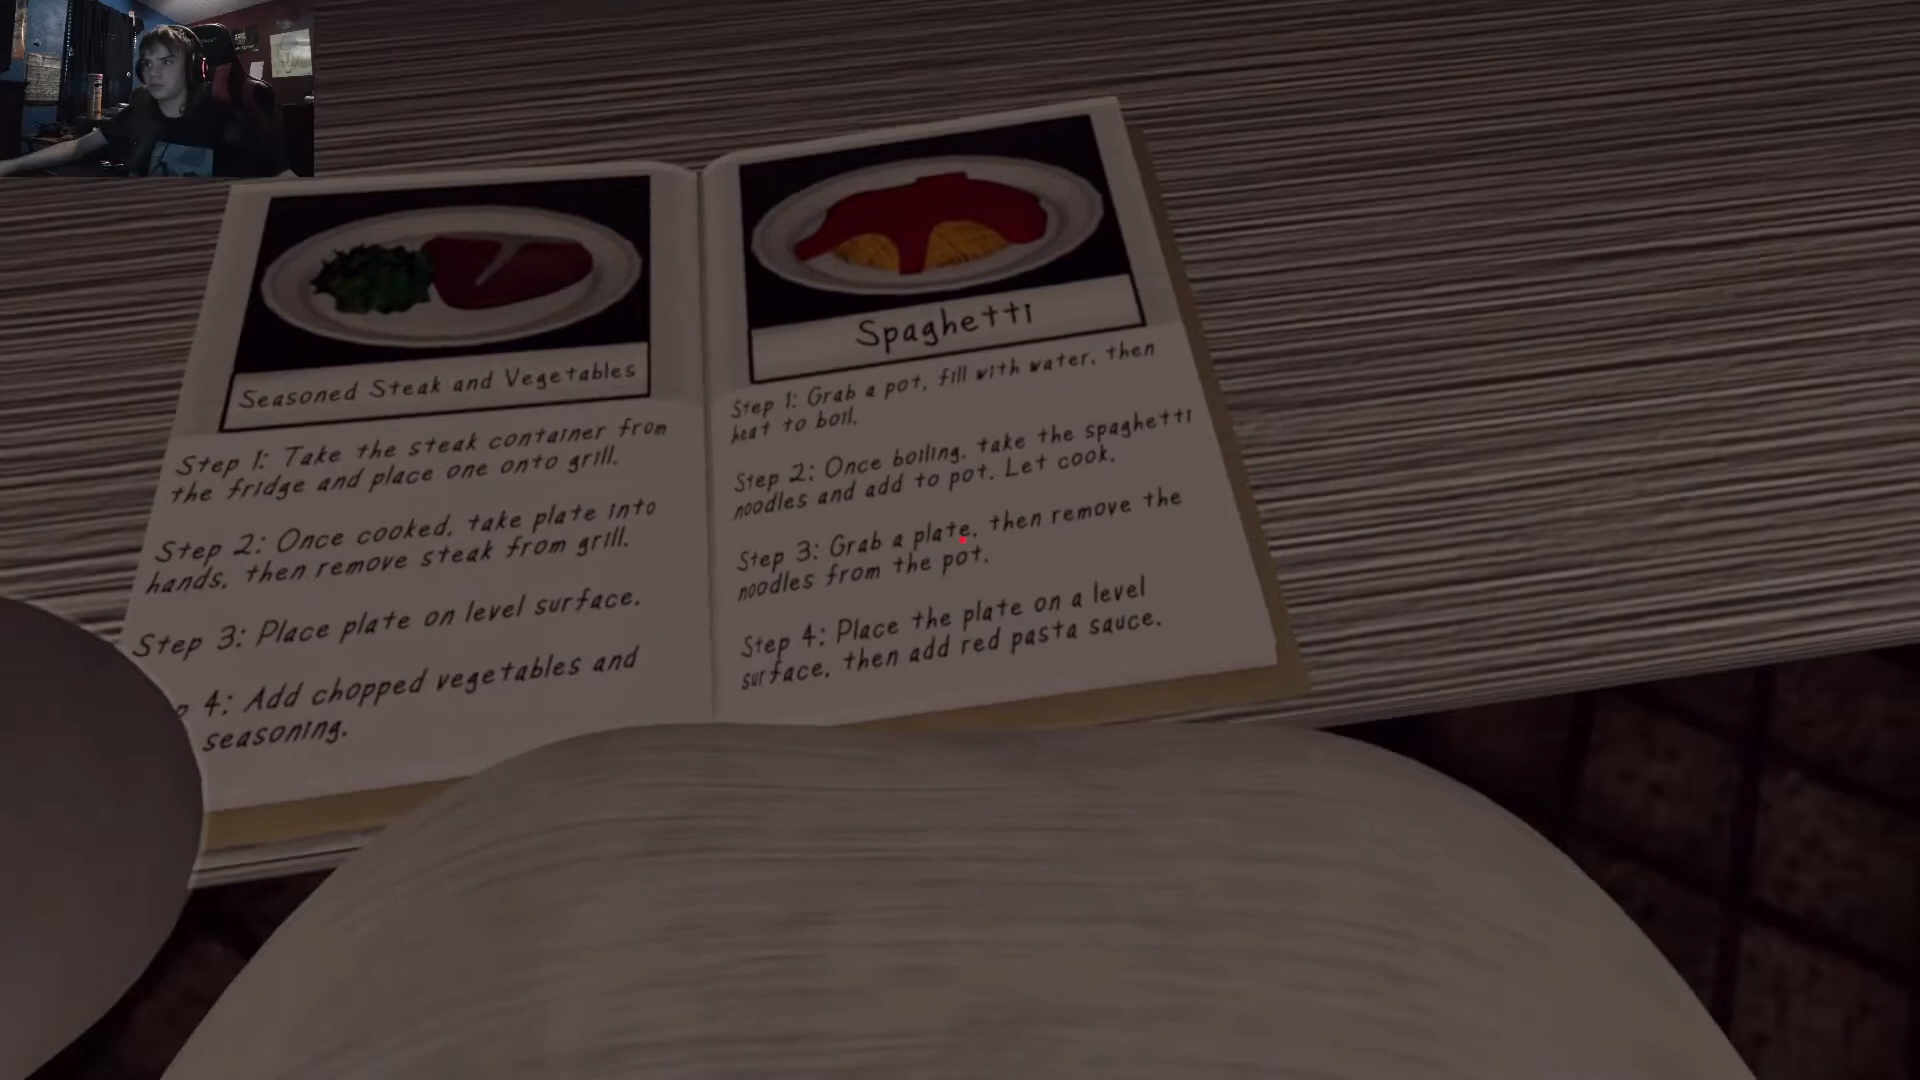 Seasoned Steak and Vegetables
Step 1: Take the steak container from
the fridge and place one onto grill.
Step 2: Once cooked, take plate into
hands, then remove steak from grill.
Step 3: Place plate on level surface.
p 4: Add chopped vegetables and
seasoning.
Spaghetti
Step 1: Grab a pot, fill with water, then
heat to boil.
Step 2: Once boiling, take the spaghetti
noodles and add to pot. Let cook.
Step 3: Grab a plate, then remove the
noodles from the pot.
Step 4: Place the plate on a level
surface, then add red pasta sauce.